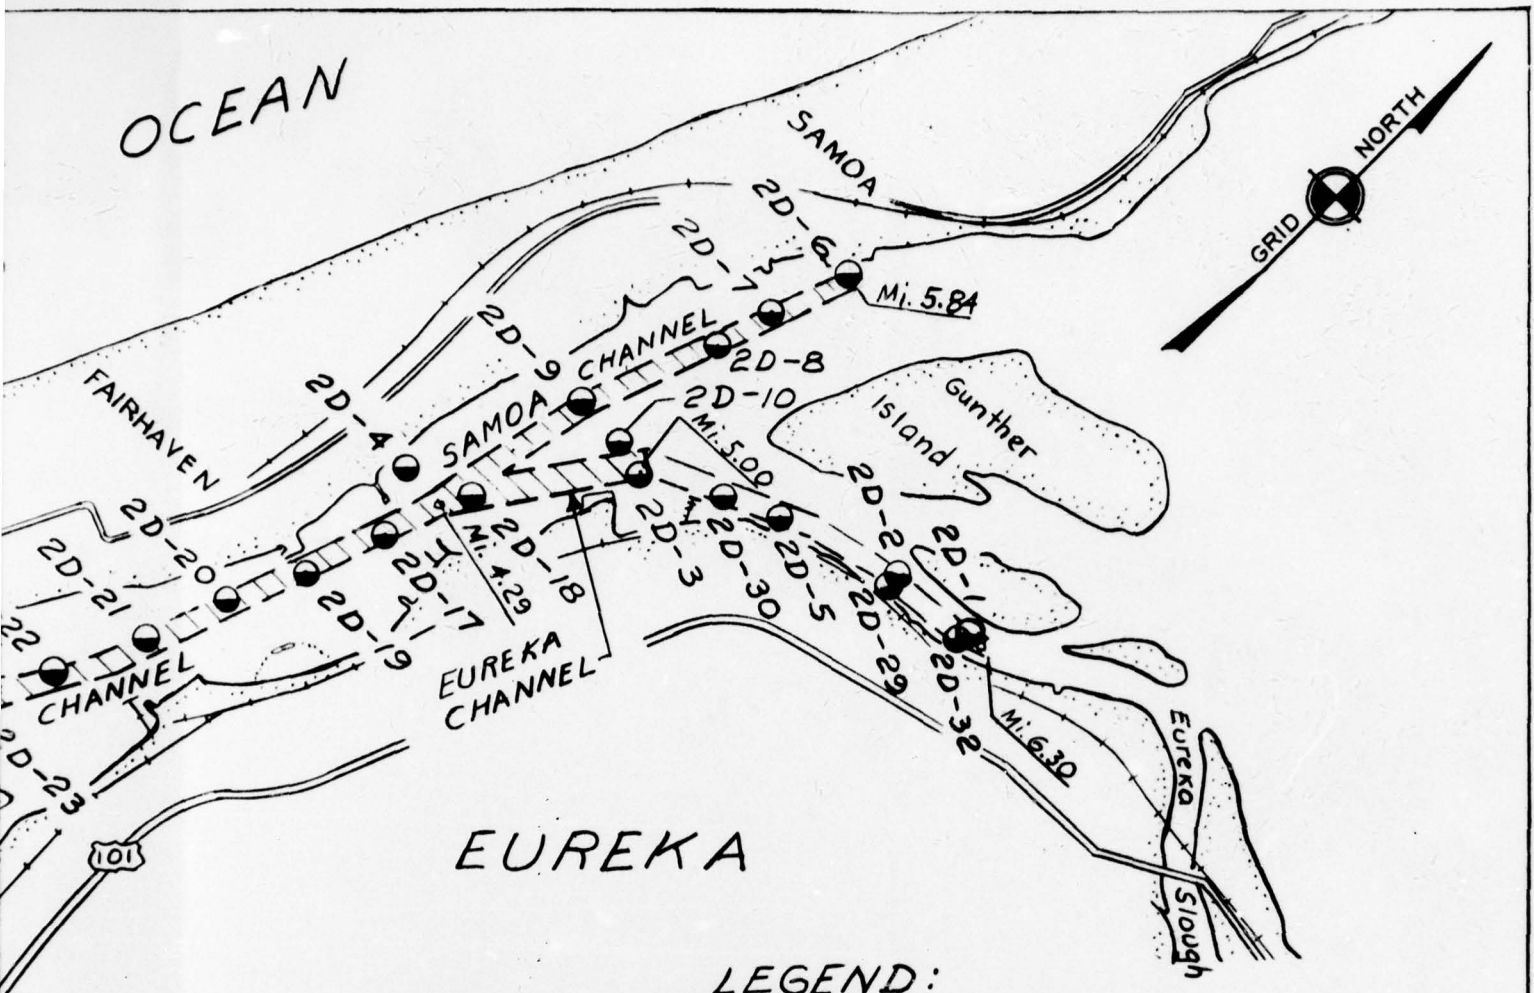 OCEAN
SAMOA
GRID NORTH
2D-6
2D-7
Mi. 5.84
2D-9
SAMOA CHANNEL
2D-8
2D-10
FAIRHAVEN
2D-4
Mi. 5.00
Gunther
Island
2D-20
2D-21
22
2D-17
Mi. 4.29
2D-18
2D-3
2D-30
2D-5
2D-2
2D-1
2D-19
2D-29
2D-32
CHANNEL
EUREKA
CHANNEL
Mi. 6.30
2D-23
101
EUREKA
Eureka
Slough
LEGEND: